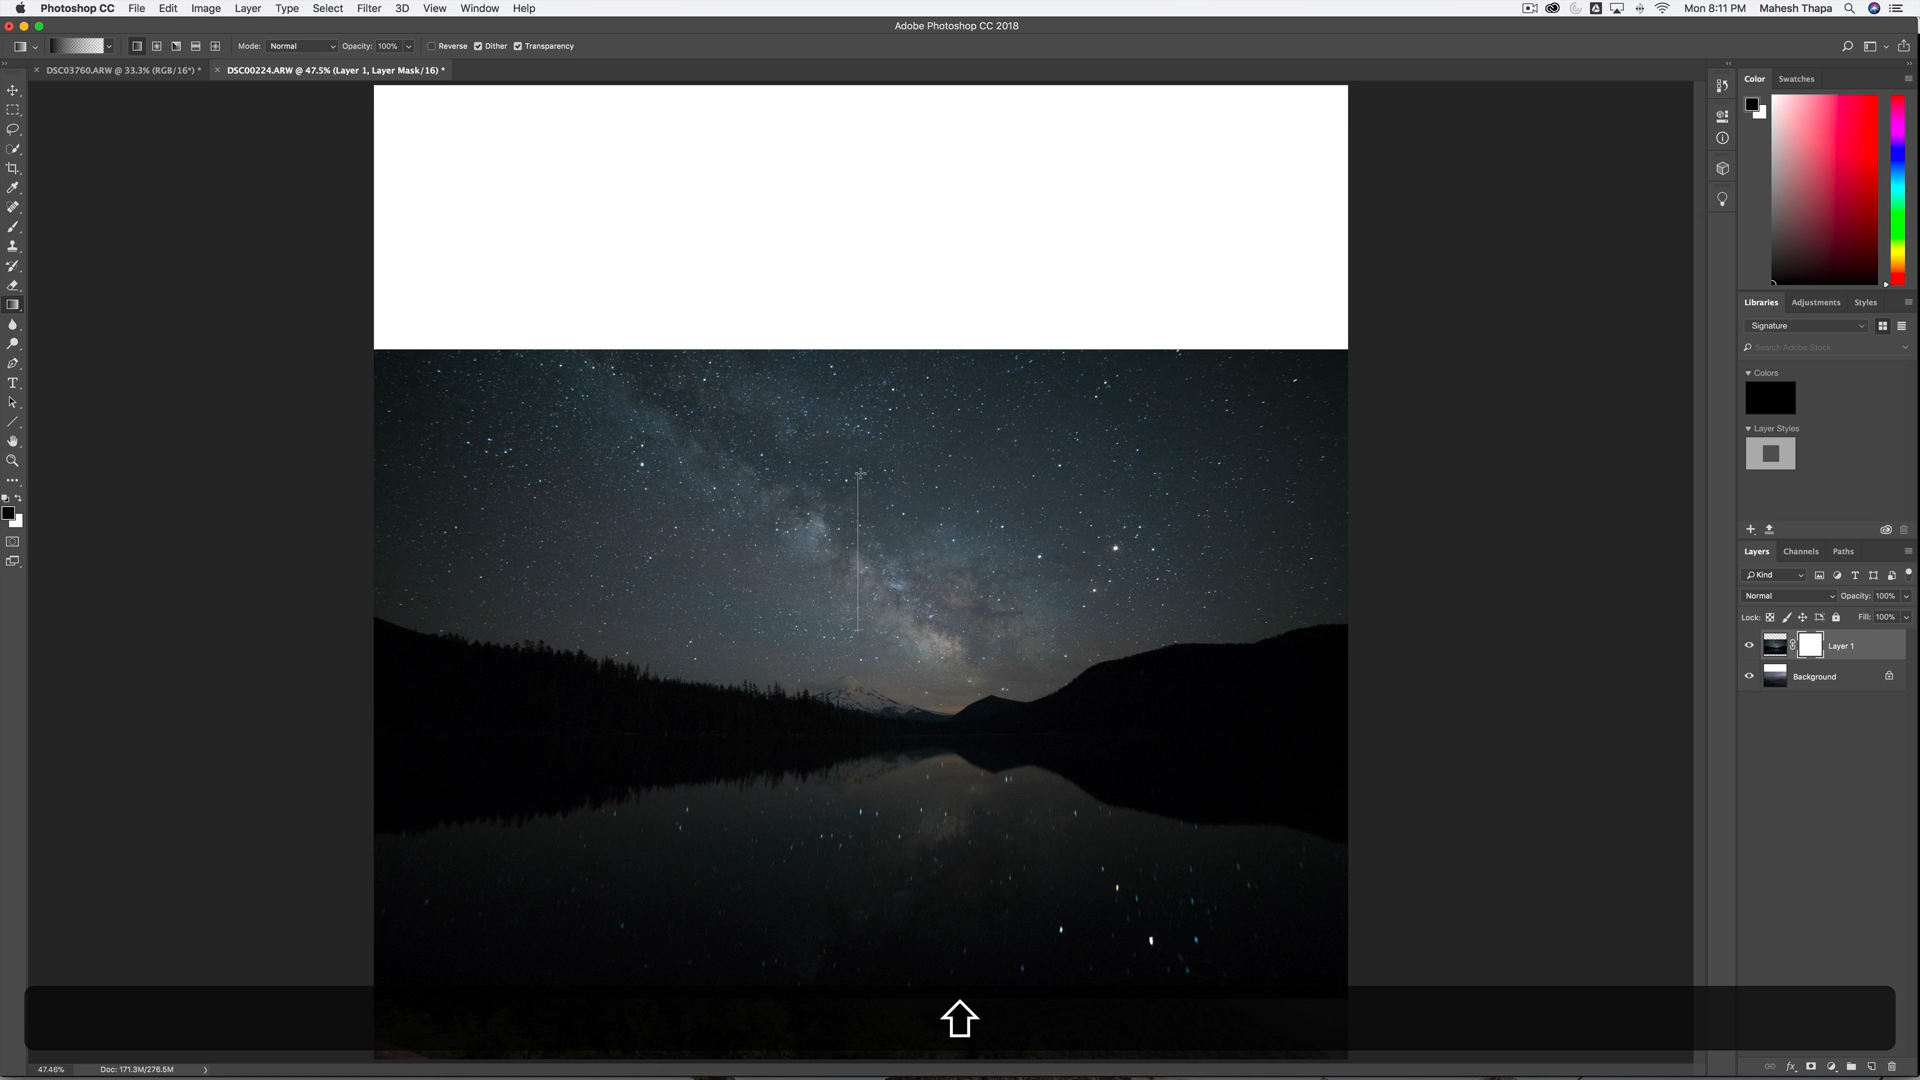 Photoshop CC File Edit Image Layer Type Select Filter 3D View Window Help Mon 8:11 PM Mahesh Thapa
Adobe Photoshop CC 2018
Mode: Normal Opacity: 100% Reverse Dither Transparency
DSC03760.ARW @ 33.3% (RGB/16*) * DSC00224.ARW @ 47.5% (Layer 1, Layer Mask/16) *
Color Swatches
Libraries Adjustments Styles
Signature
Search Adobe Stock
Colors
Layer Styles
Layers Channels Paths
Kind
Normal Opacity: 100%
Lock: Fill: 100%
Layer 1
Background
47.46% Doc: 171.3M/276.5M